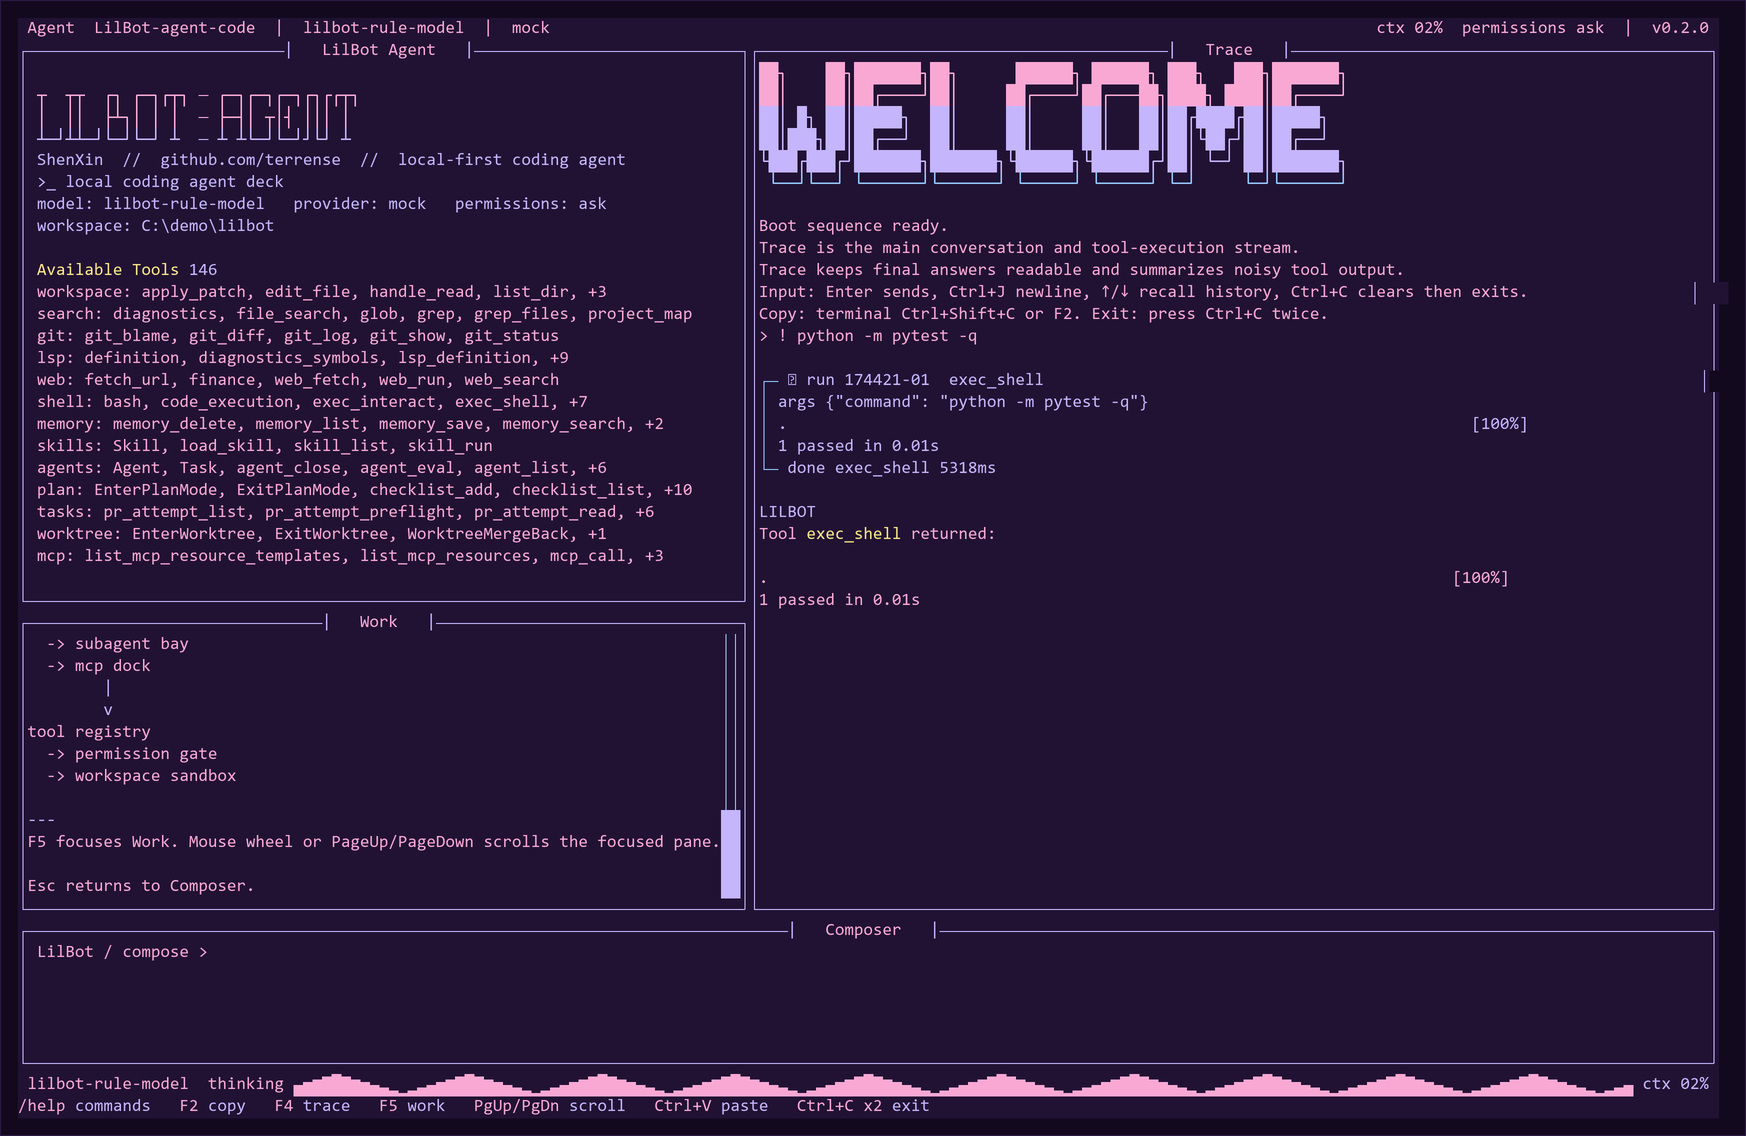 Agent  LilBot-agent-code  |  lilbot-rule-model  |  mock
ctx 02%  permissions ask  |  v0.2.0
LilBot Agent
LILBOT-AGENT
ShenXin  //  github.com/terrense  //  local-first coding agent
>_ local coding agent deck
model: lilbot-rule-model   provider: mock   permissions: ask
workspace: C:\demo\lilbot
Available Tools 146
workspace: apply_patch, edit_file, handle_read, list_dir, +3
search: diagnostics, file_search, glob, grep, grep_files, project_map
git: git_blame, git_diff, git_log, git_show, git_status
lsp: definition, diagnostics_symbols, lsp_definition, +9
web: fetch_url, finance, web_fetch, web_run, web_search
shell: bash, code_execution, exec_interact, exec_shell, +7
memory: memory_delete, memory_list, memory_save, memory_search, +2
skills: Skill, load_skill, skill_list, skill_run
agents: Agent, Task, agent_close, agent_eval, agent_list, +6
plan: EnterPlanMode, ExitPlanMode, checklist_add, checklist_list, +10
tasks: pr_attempt_list, pr_attempt_preflight, pr_attempt_read, +6
worktree: EnterWorktree, ExitWorktree, WorktreeMergeBack, +1
mcp: list_mcp_resource_templates, list_mcp_resources, mcp_call, +3
Work
-> subagent bay
-> mcp dock
|
v
tool registry
-> permission gate
-> workspace sandbox
---
F5 focuses Work. Mouse wheel or PageUp/PageDown scrolls the focused pane.
Esc returns to Composer.
Trace
WELCOME
Boot sequence ready.
Trace is the main conversation and tool-execution stream.
Trace keeps final answers readable and summarizes noisy tool output.
Input: Enter sends, Ctrl+J newline, ↑/↓ recall history, Ctrl+C clears then exits.
Copy: terminal Ctrl+Shift+C or F2. Exit: press Ctrl+C twice.
> ! python -m pytest -q
run 174421-01  exec_shell
args {"command": "python -m pytest -q"}
. [100%]
1 passed in 0.01s
done exec_shell 5318ms
LILBOT
Tool exec_shell returned:
. [100%]
1 passed in 0.01s
Composer
LilBot / compose >
lilbot-rule-model  thinking
ctx 02%
/help commands   F2 copy   F4 trace   F5 work   PgUp/PgDn scroll   Ctrl+V paste   Ctrl+C x2 exit